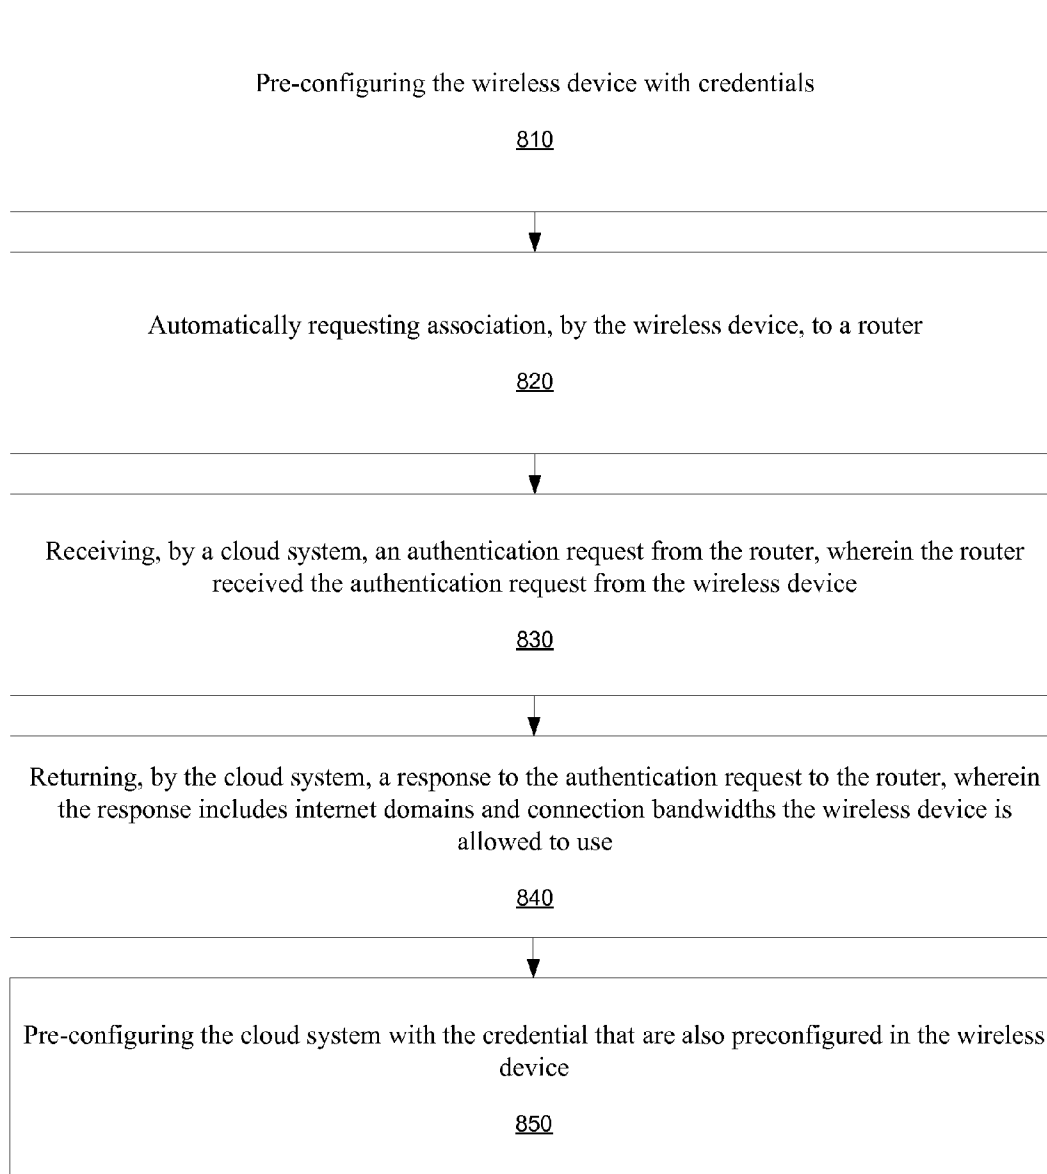 Pre-configuring the wireless device with credentials
810
Automatically requesting association, by the wireless device, to a router
820
Receiving, by a cloud system, an authentication request from the router, wherein the router
received the authentication request from the wireless device
830
Returning, by the cloud system, a response to the authentication request to the router, wherein
the response includes internet domains and connection bandwidths the wireless device is
allowed to use
840
Pre-configuring the cloud system with the credential that are also preconfigured in the wireless
device
850